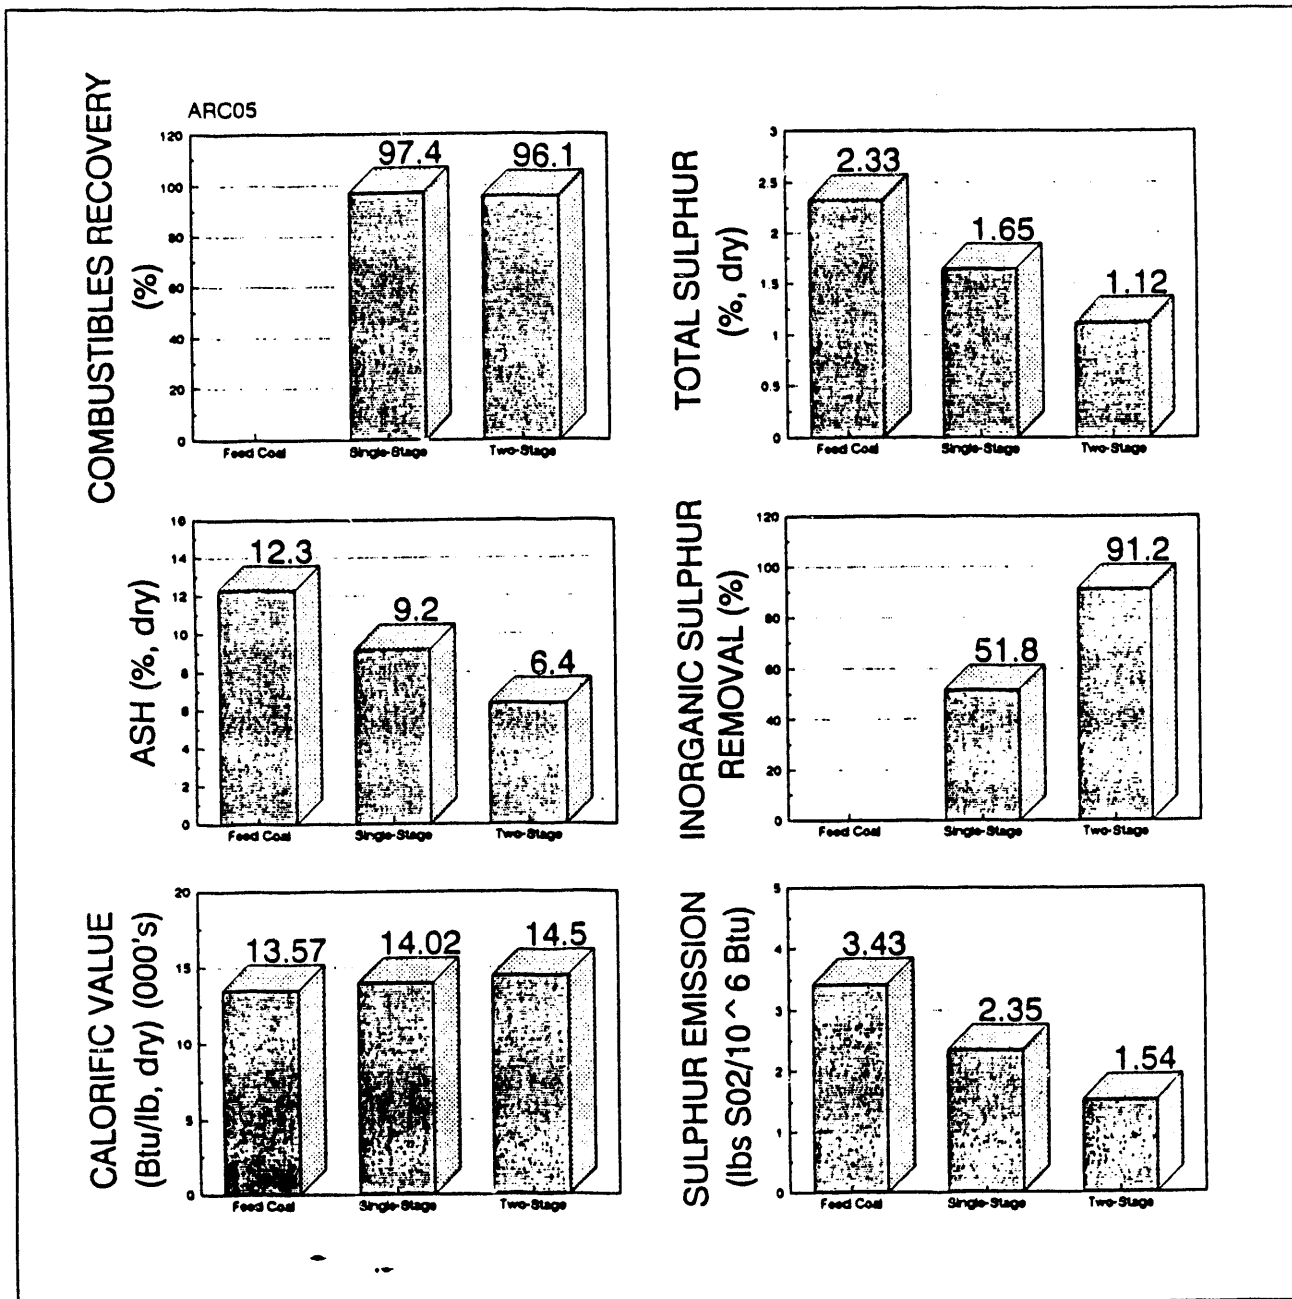 ARC05
COMBUSTIBLES RECOVERY
(%)
120
100
80
60
40
20
0
97.4
96.1
Feed Coal
Single-Stage
Two-Stage
TOTAL SULPHUR
(%, dry)
3
2.5
2
1.5
1
0.5
0
2.33
1.65
1.12
Feed Coal
Single-Stage
Two-Stage
ASH (%, dry)
16
14
12
10
8
6
4
2
0
12.3
9.2
6.4
Feed Coal
Single-Stage
Two-Stage
INORGANIC SULPHUR
REMOVAL (%)
120
100
80
60
40
20
0
51.8
91.2
Feed Coal
Single-Stage
Two-Stage
CALORIFIC VALUE
(Btu/lb, dry) (000's)
20
15
10
5
0
13.57
14.02
14.5
Feed Coal
Single-Stage
Two-Stage
SULPHUR EMISSION
(lbs S02/10^6 Btu)
5
4
3
2
1
0
3.43
2.35
1.54
Feed Coal
Single-Stage
Two-Stage